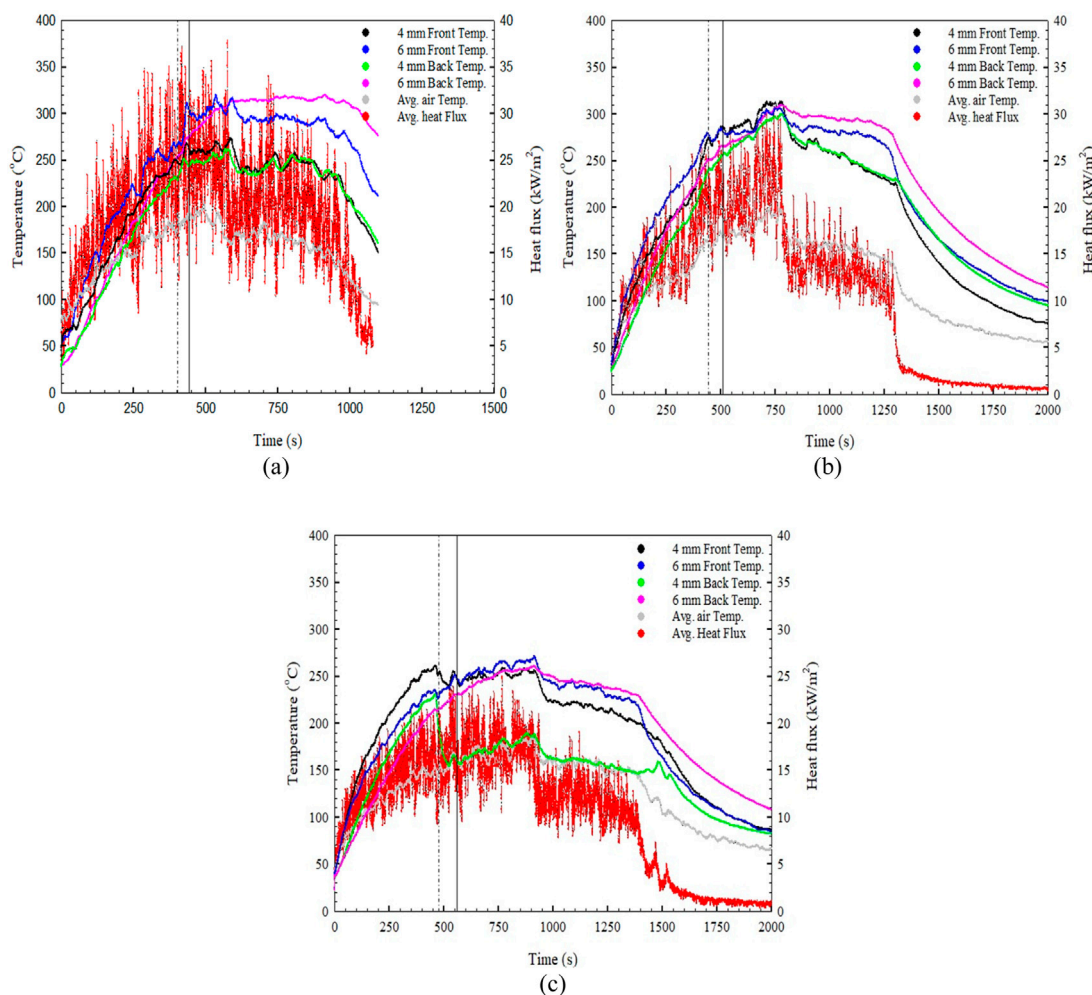 400
350
300
250
200
150
100
50
0
Temperature (°C)
40
35
30
25
20
15
10
5
0
Heat flux (kW/m²)
4 mm Front Temp.
6 mm Front Temp.
4 mm Back Temp.
6 mm Back Temp.
Avg. air Temp.
Avg. heat Flux
0 250 500 750 1000 1250 1500
Time (s)
(a)
400
350
300
250
200
150
100
50
0
Temperature (°C)
40
35
30
25
20
15
10
5
0
Heat flux (kW/m²)
4 mm Front Temp.
6 mm Front Temp.
4 mm Back Temp.
6 mm Back Temp.
Avg. air Temp.
Avg. heat Flux
0 250 500 750 1000 1250 1500 1750 2000
Time (s)
(b)
400
350
300
250
200
150
100
50
0
Temperature (°C)
40
35
30
25
20
15
10
5
0
Heat flux (kW/m²)
4 mm Front Temp.
6 mm Front Temp.
4 mm Back Temp.
6 mm Back Temp.
Avg. air Temp.
Avg. Heat Flux
0 250 500 750 1000 1250 1500 1750 2000
Time (s)
(c)